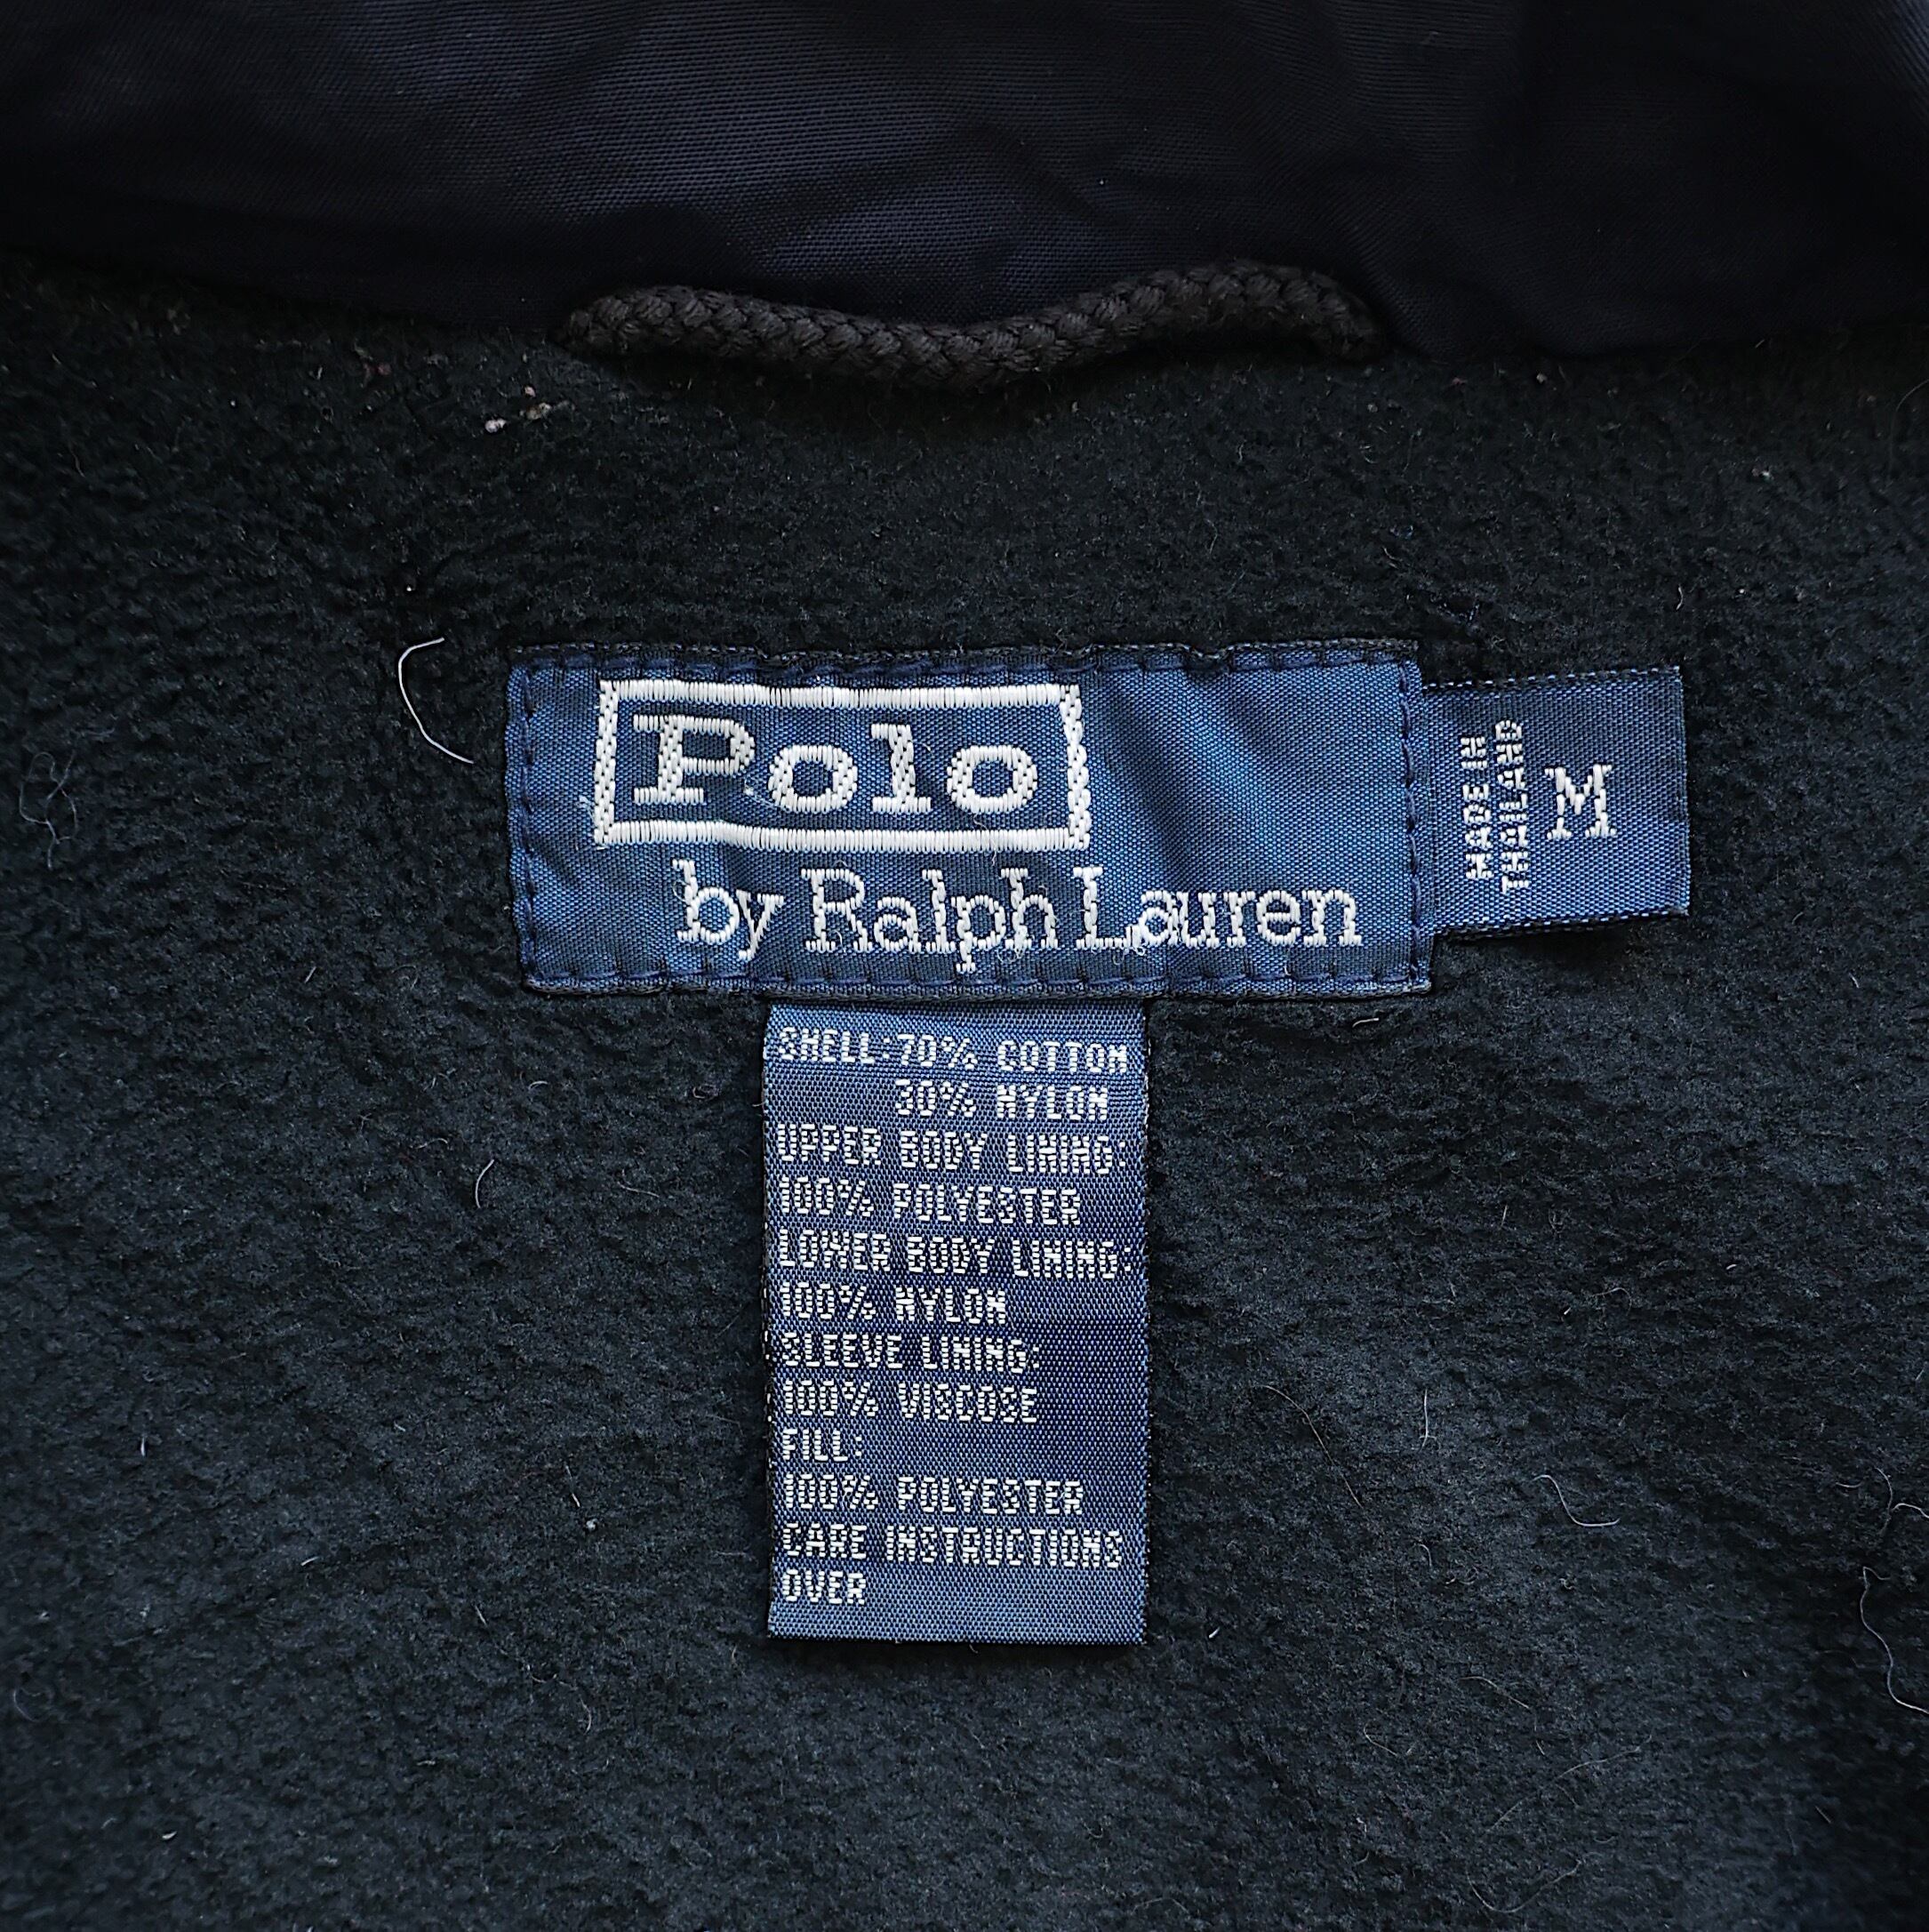 Polo
by Ralph Lauren
MADE IN
THAILAND
M
SHELL:70% COTTON
30% NYLON
UPPER BODY LINING:
100% POLYESTER
LOWER BODY LINING:
100% NYLON
SLEEVE LINING:
100% VISCOSE
FILL:
100% POLYESTER
CARE INSTRUCTIONS
OVER